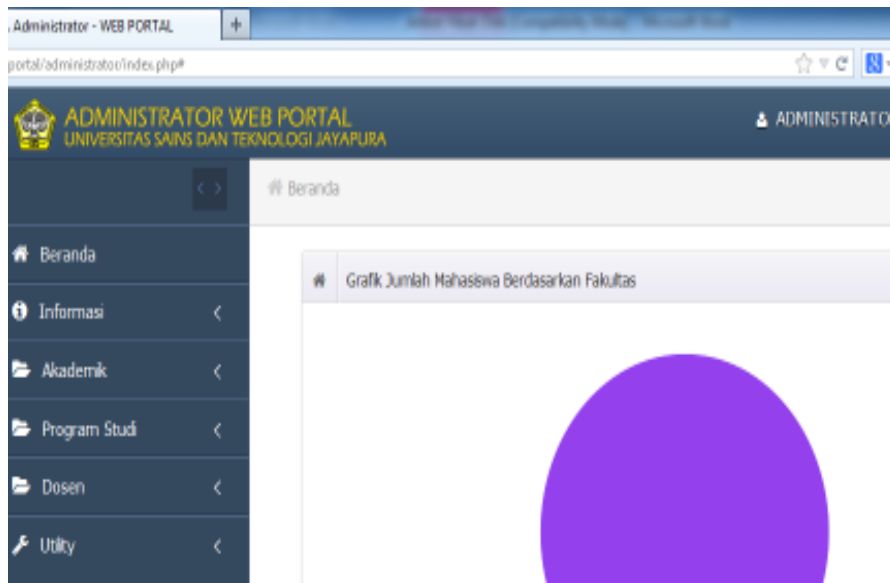 Administrator - WEB PORTAL
+
portal/administrator/index.php#
ADMINISTRATOR WEB PORTAL
UNIVERSITAS SAINS DAN TEKNOLOGI JAYAPURA
ADMINISTRATO
Beranda
Beranda
Grafik Jumlah Mahasiswa Berdasarkan Fakultas
Informasi
Akademik
Program Studi
Dosen
Utility